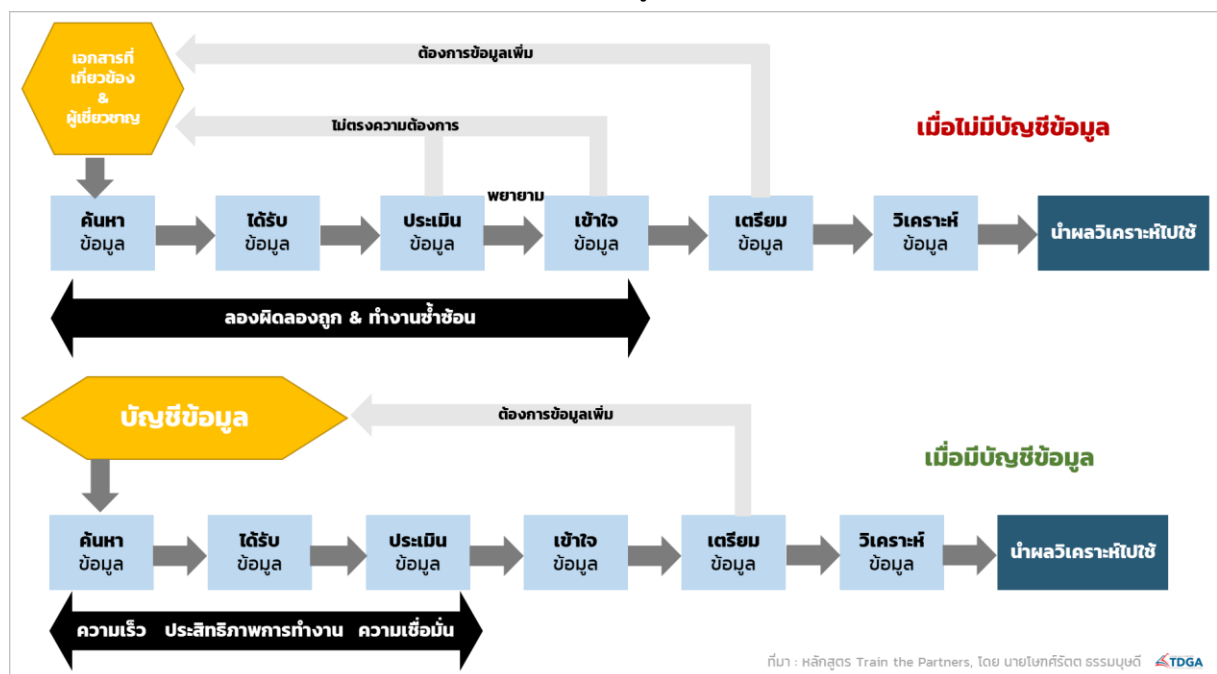 ต้องการข้อมูลเพิ่ม
เอกสารที่
เกี่ยวข้อง
&
ผู้เชี่ยวชาญ
ไม่ตรงความต้องการ
เมื่อไม่มีบัญชีข้อมูล
พยายาม
ค้นหา
ข้อมูล
ได้รับ
ข้อมูล
ประเมิน
ข้อมูล
เข้าใจ
ข้อมูล
เตรียม
ข้อมูล
วิเคราะห์
ข้อมูล
นำผลวิเคราะห์ไปใช้
ลองผิดลองถูก & ทำงานซ้ำซ้อน
บัญชีข้อมูล
ต้องการข้อมูลเพิ่ม
เมื่อมีบัญชีข้อมูล
ค้นหา
ข้อมูล
ได้รับ
ข้อมูล
ประเมิน
ข้อมูล
เข้าใจ
ข้อมูล
เตรียม
ข้อมูล
วิเคราะห์
ข้อมูล
นำผลวิเคราะห์ไปใช้
ความเร็ว ประสิทธิภาพการทำงาน ความเชื่อมั่น
ที่มา : หลักสูตร Train the Partners, โดย นายโษฑศ์รัตต ธรรมบุษดี TDGA